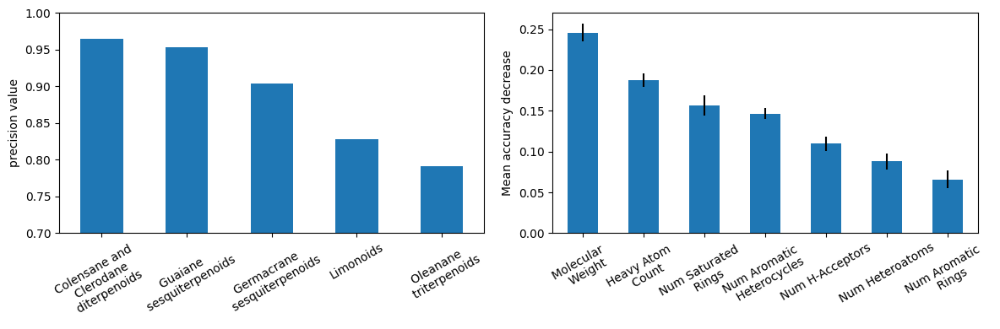 precision value
1.00
0.95
0.90
0.85
0.80
0.75
0.70
Colensane and
Clerodane
diterpenoids
Guaiane
sesquiterpenoids
Germacrane
sesquiterpenoids
Limonoids
Oleanane
triterpenoids
Mean accuracy decrease
0.25
0.20
0.15
0.10
0.05
0.00
Molecular
Weight
Heavy Atom
Count
Num Saturated
Rings
Num Aromatic
Heterocycles
Num H-Acceptors
Num Heteroatoms
Num Aromatic
Rings